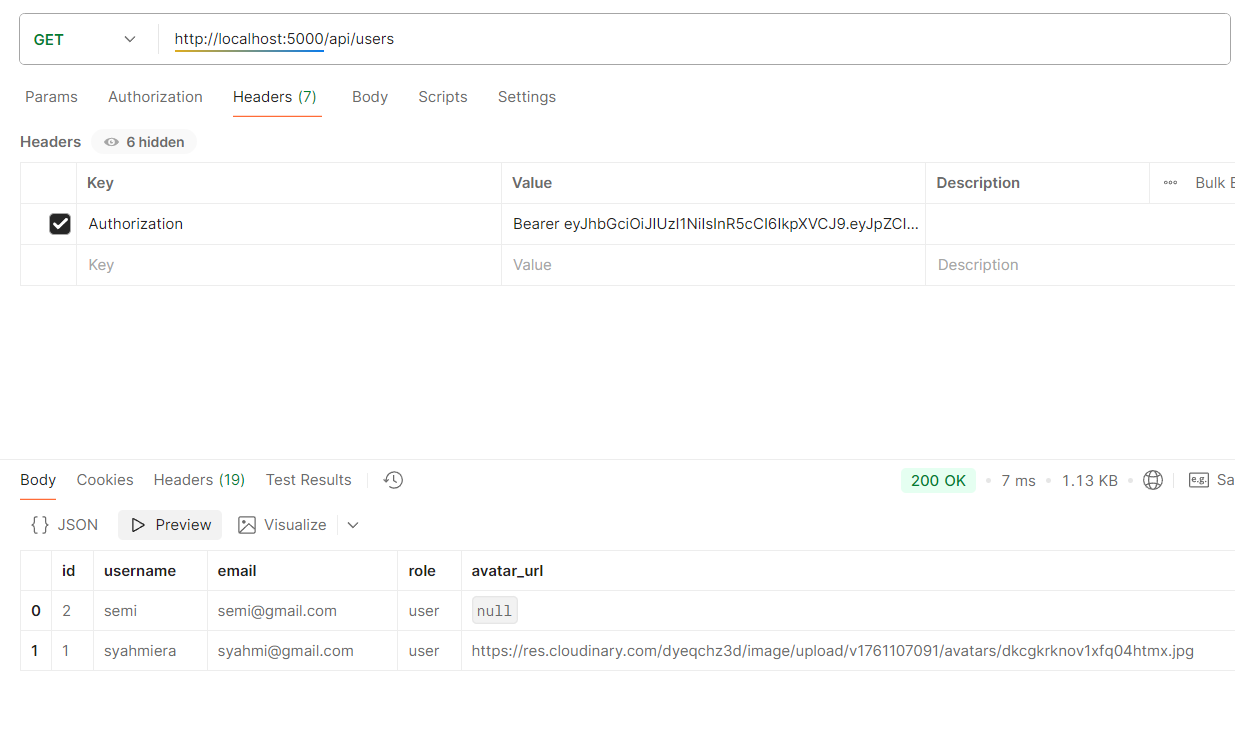 GET http://localhost:5000/api/users
Params Authorization Headers (7) Body Scripts Settings
Headers 6 hidden
Key Value Description Bulk E
Authorization Bearer eyJhbGciOiJIUzI1NiIsInR5cCI6IkpXVCJ9.eyJpZCI...
Key Value Description
Body Cookies Headers (19) Test Results 200 OK • 7 ms • 1.13 KB • e.g. Sa
{} JSON Preview Visualize
id username email role avatar_url
0 2 semi semi@gmail.com user null
1 1 syahmiera syahmi@gmail.com user https://res.cloudinary.com/dyeqchz3d/image/upload/v1761107091/avatars/dkcgkrknov1xfq04htmx.jpg